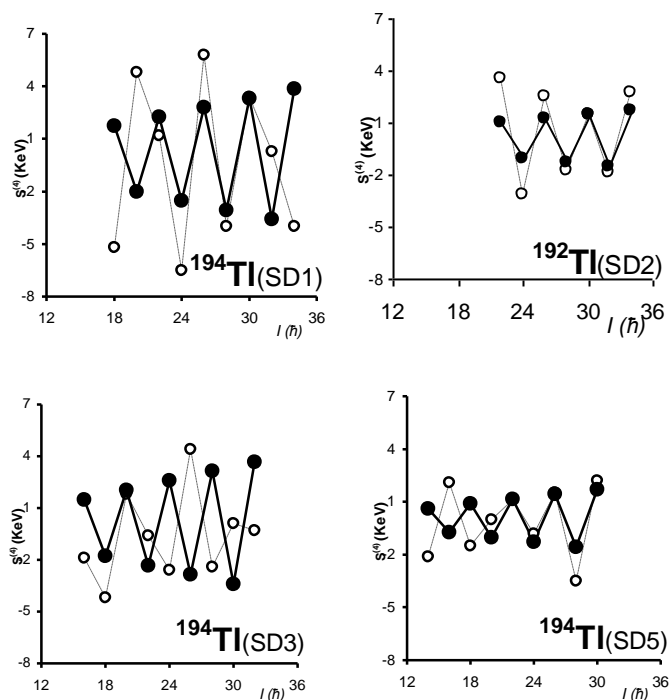 7
4
1
-2
-5
-8
S⁽⁴⁾ (KeV)
12 18 24 30 36
I (ℏ)
¹⁹⁴Tl(SD1)
7
4
1
-2
-5
-8
S⁽⁴⁾ (KeV)
12 18 24 30 36
I (ℏ)
¹⁹²Tl(SD2)
7
4
1
-2
-5
-8
S⁽⁴⁾ (KeV)
12 18 24 30 36
I (ℏ)
¹⁹⁴Tl(SD3)
7
4
1
-2
-5
-8
S⁽⁴⁾ (KeV)
12 18 24 30 36
I (ℏ)
¹⁹⁴Tl(SD5)